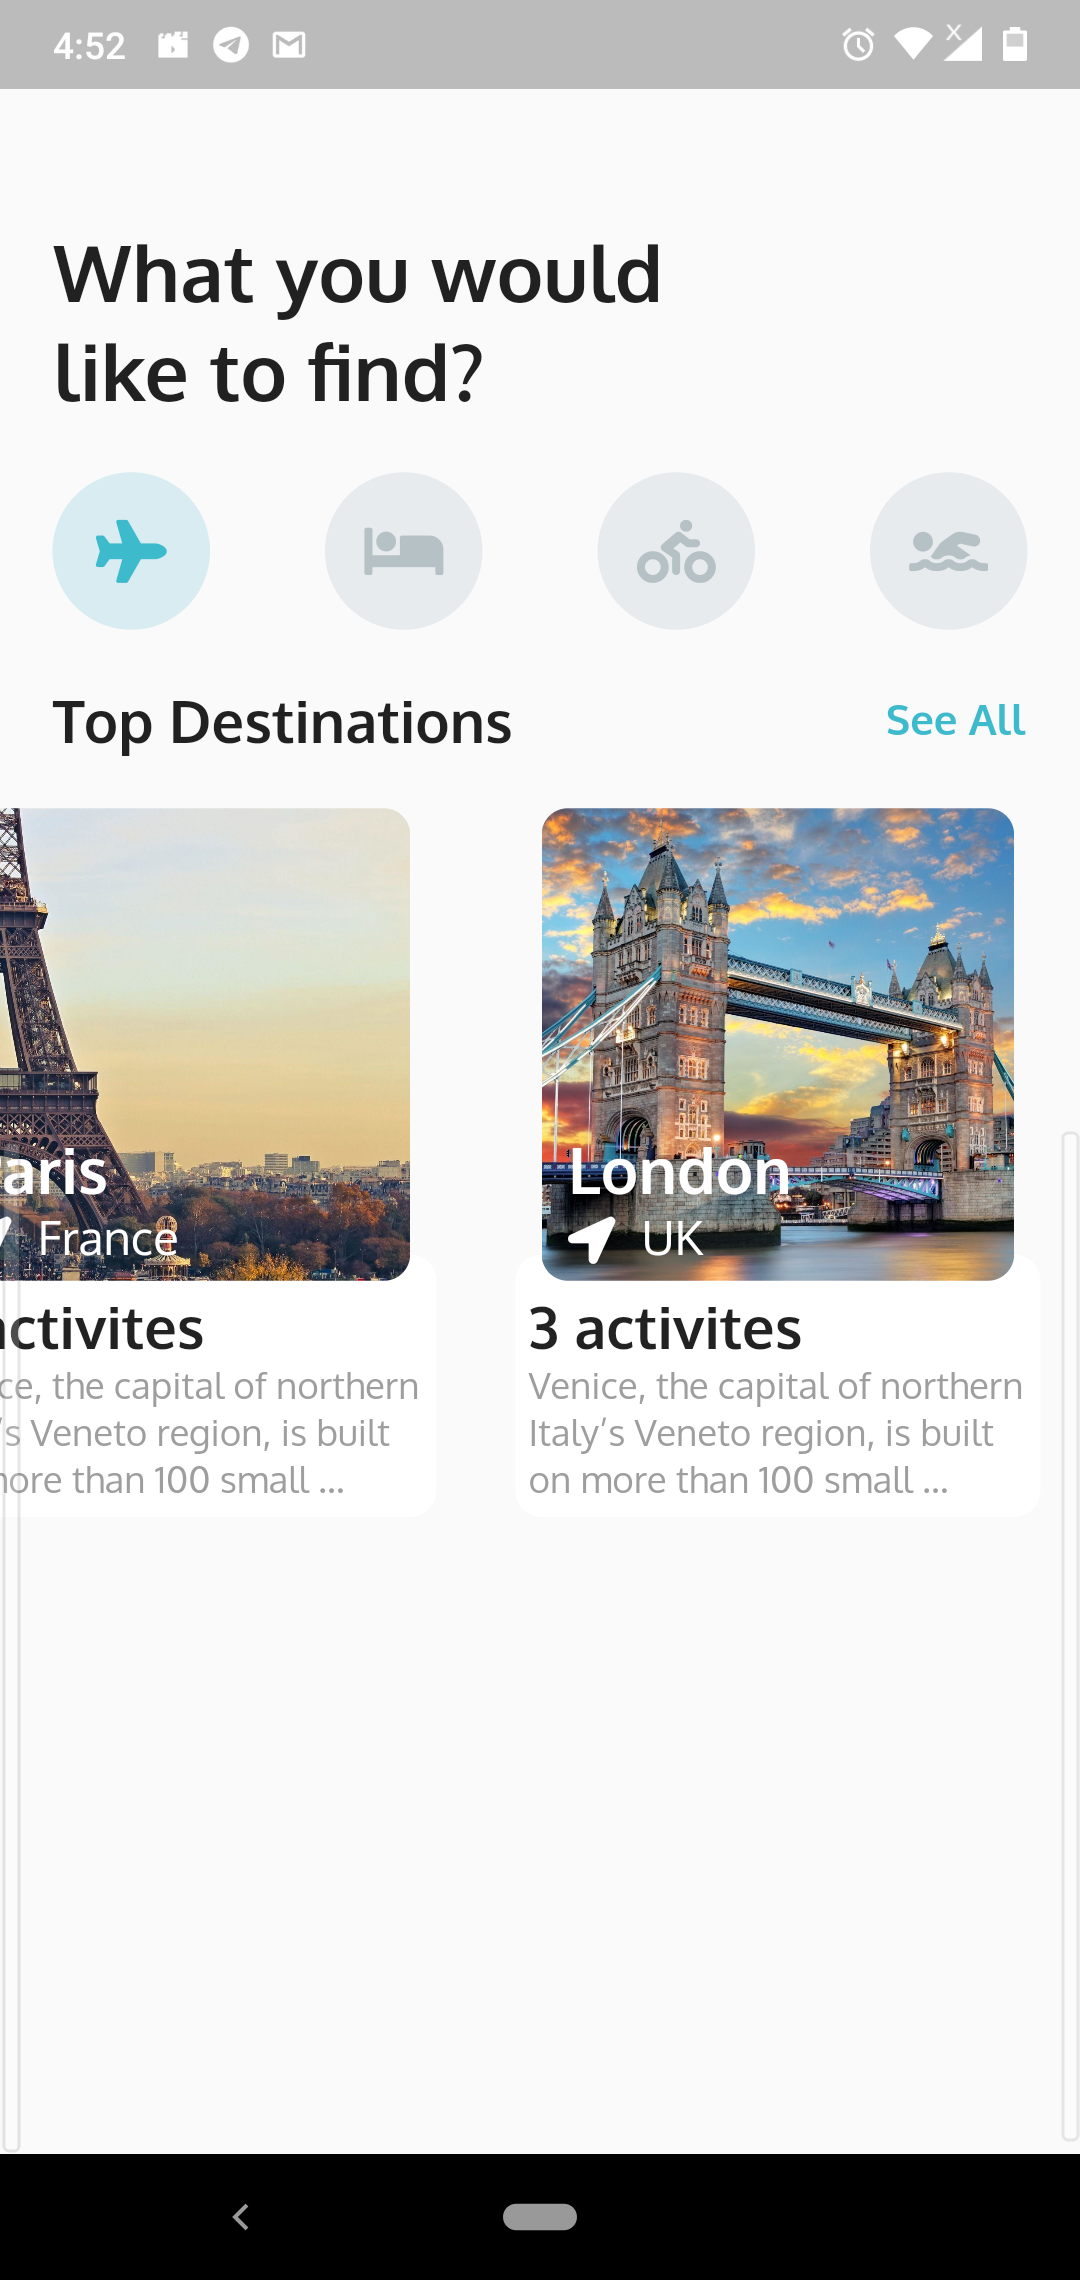 4:52
What you would
like to find?
Top Destinations
See All
aris
France
London
UK
activites
ce, the capital of northern
's Veneto region, is built
more than 100 small ...
3 activites
Venice, the capital of northern
Italy's Veneto region, is built
on more than 100 small ...